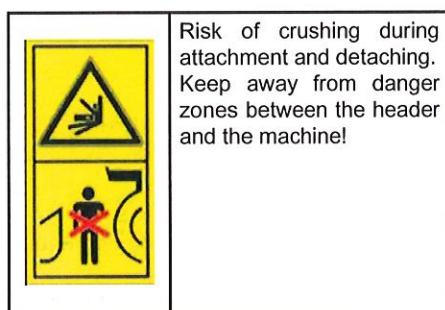 Risk of crushing during
attachment and detaching.
Keep away from danger
zones between the header
and the machine!